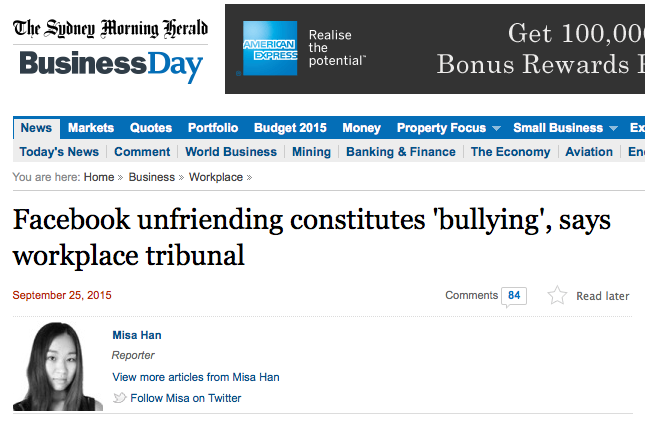 The Sydney Morning Herald
BusinessDay
AMERICAN
EXPRESS
Realise
the
potential™
Get 100,00
Bonus Rewards
News Markets Quotes Portfolio Budget 2015 Money Property Focus Small Business Ex
Today's News Comment World Business Mining Banking & Finance The Economy Aviation En
You are here: Home » Business » Workplace »
Facebook unfriending constitutes 'bullying', says
workplace tribunal
September 25, 2015 Comments 84 Read later
Misa Han
Reporter
View more articles from Misa Han
Follow Misa on Twitter